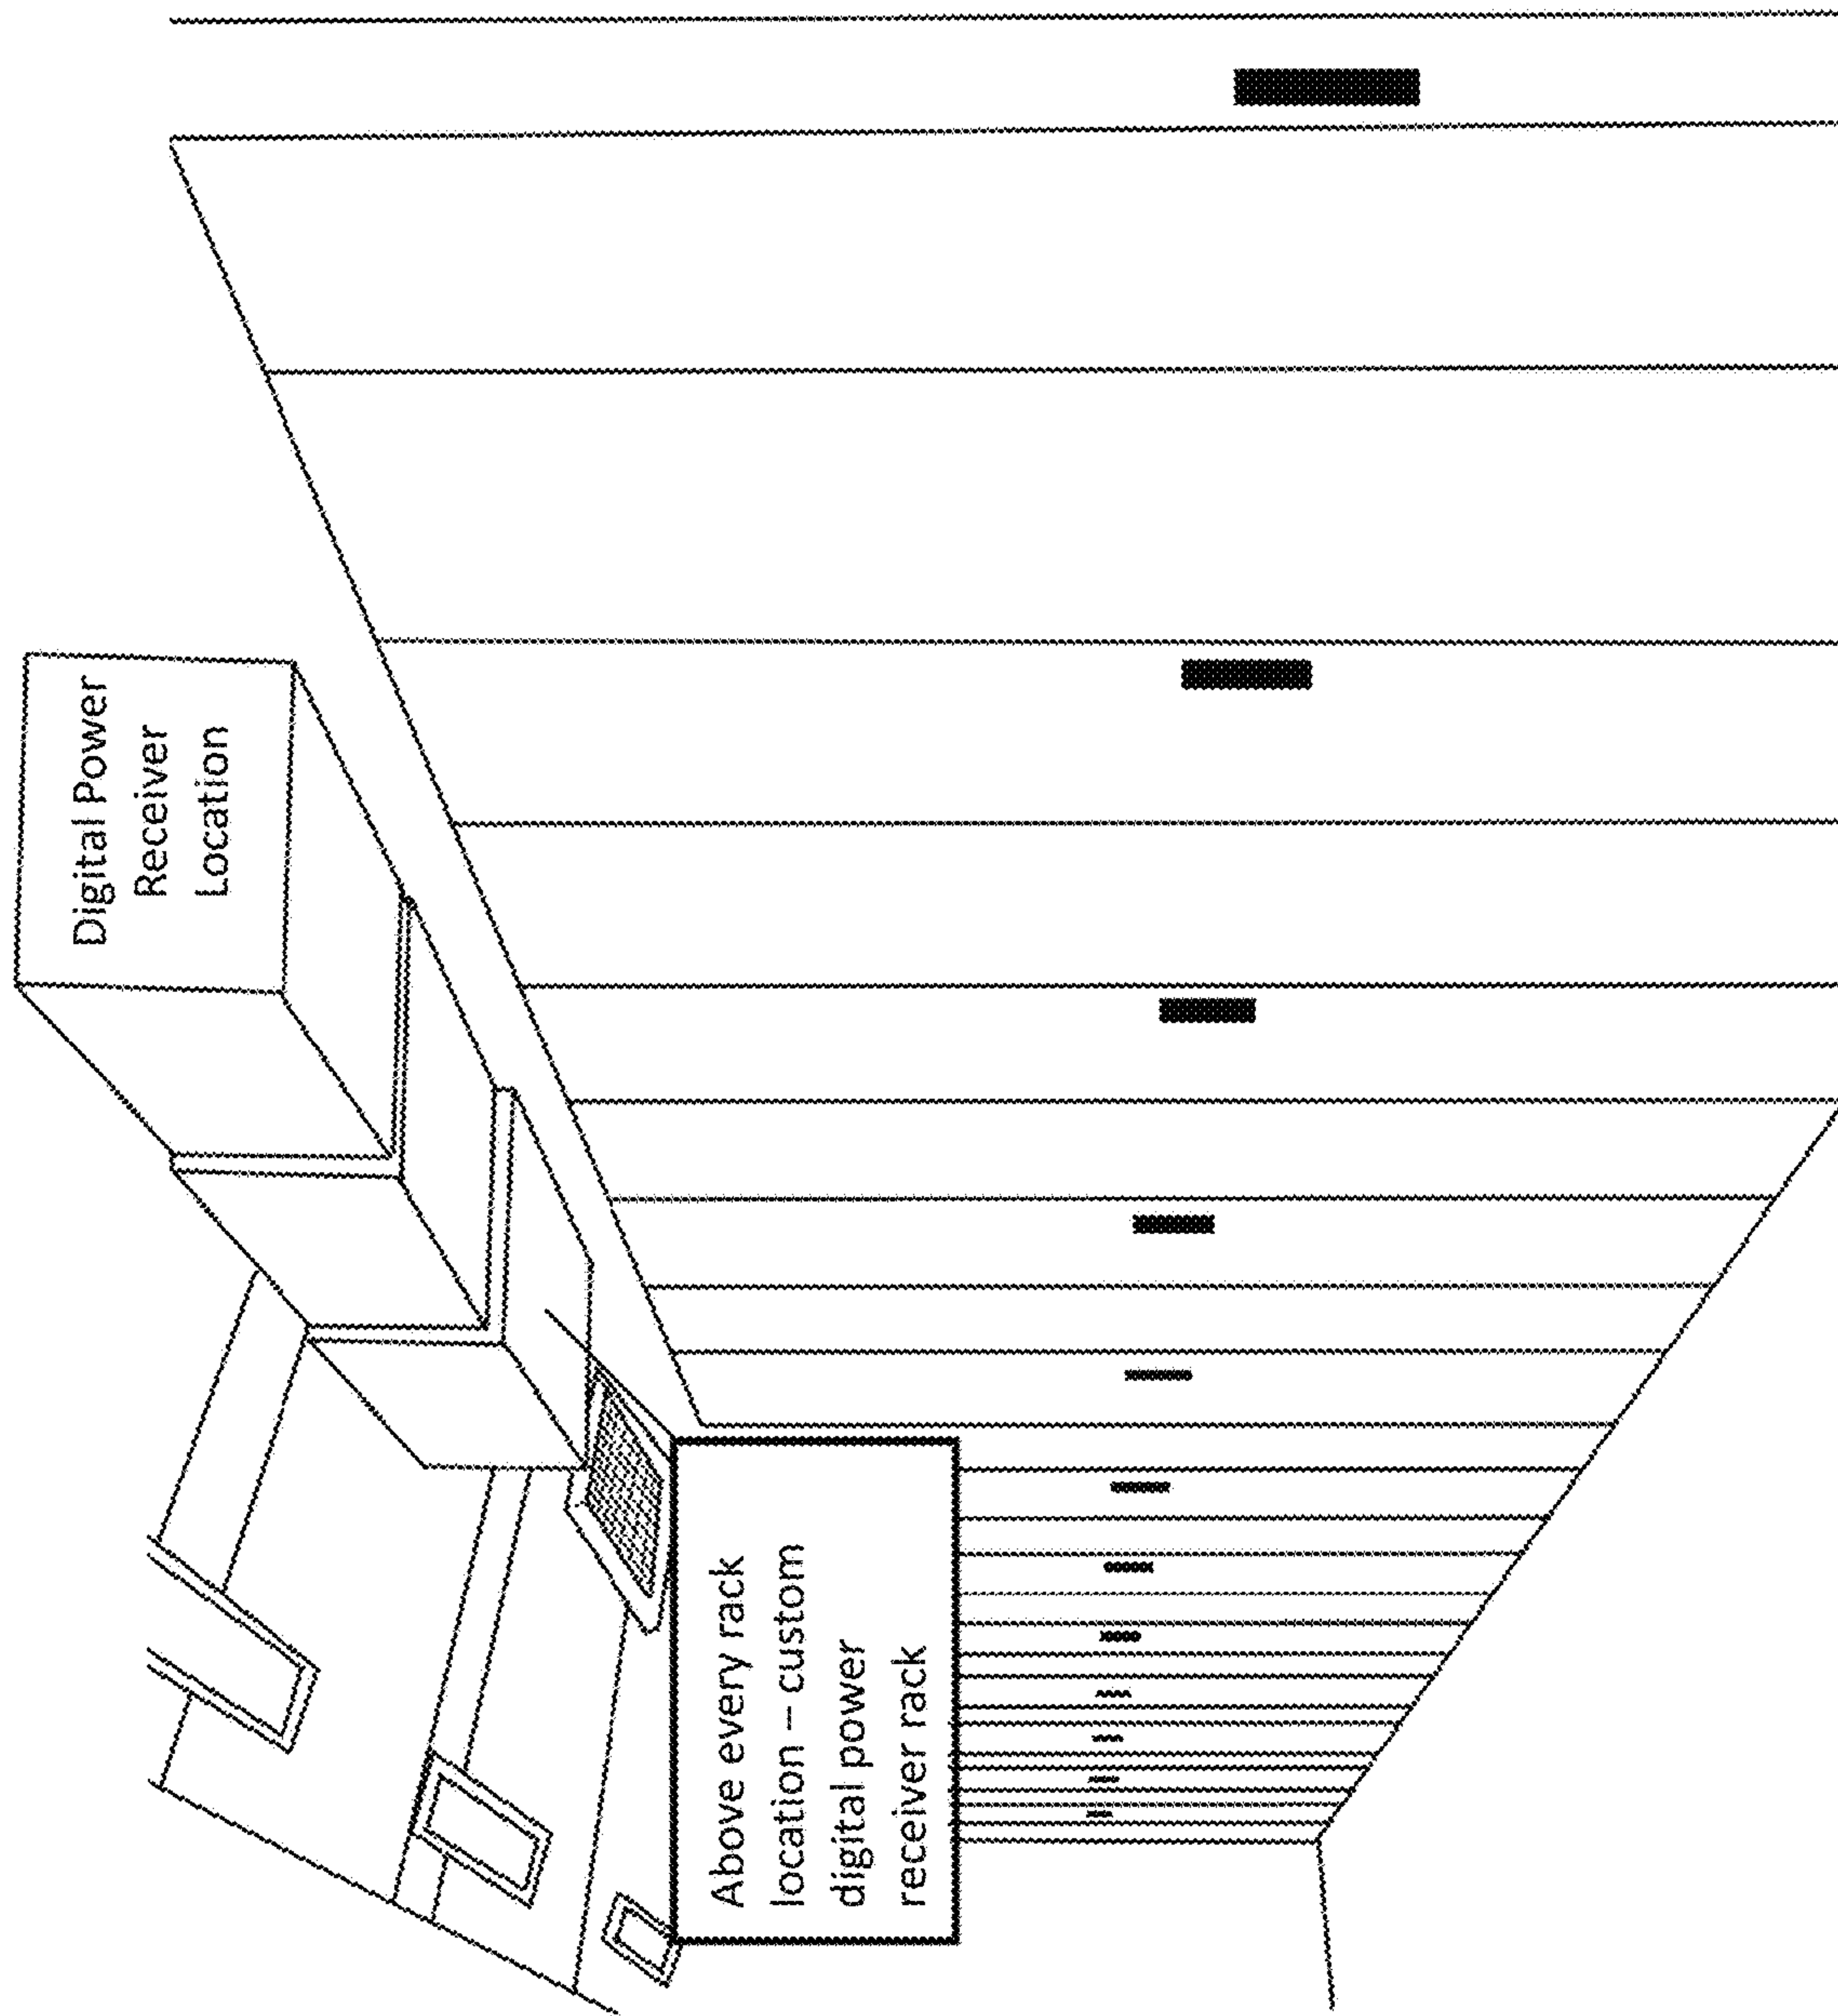 Digital Power
Receiver
Location
Above every rack
location – custom
digital power
receiver rack